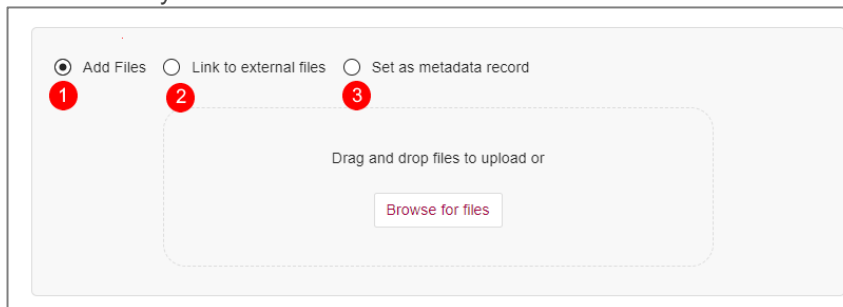 Add Files Link to external files Set as metadata record
1 2 3
Drag and drop files to upload or
Browse for files